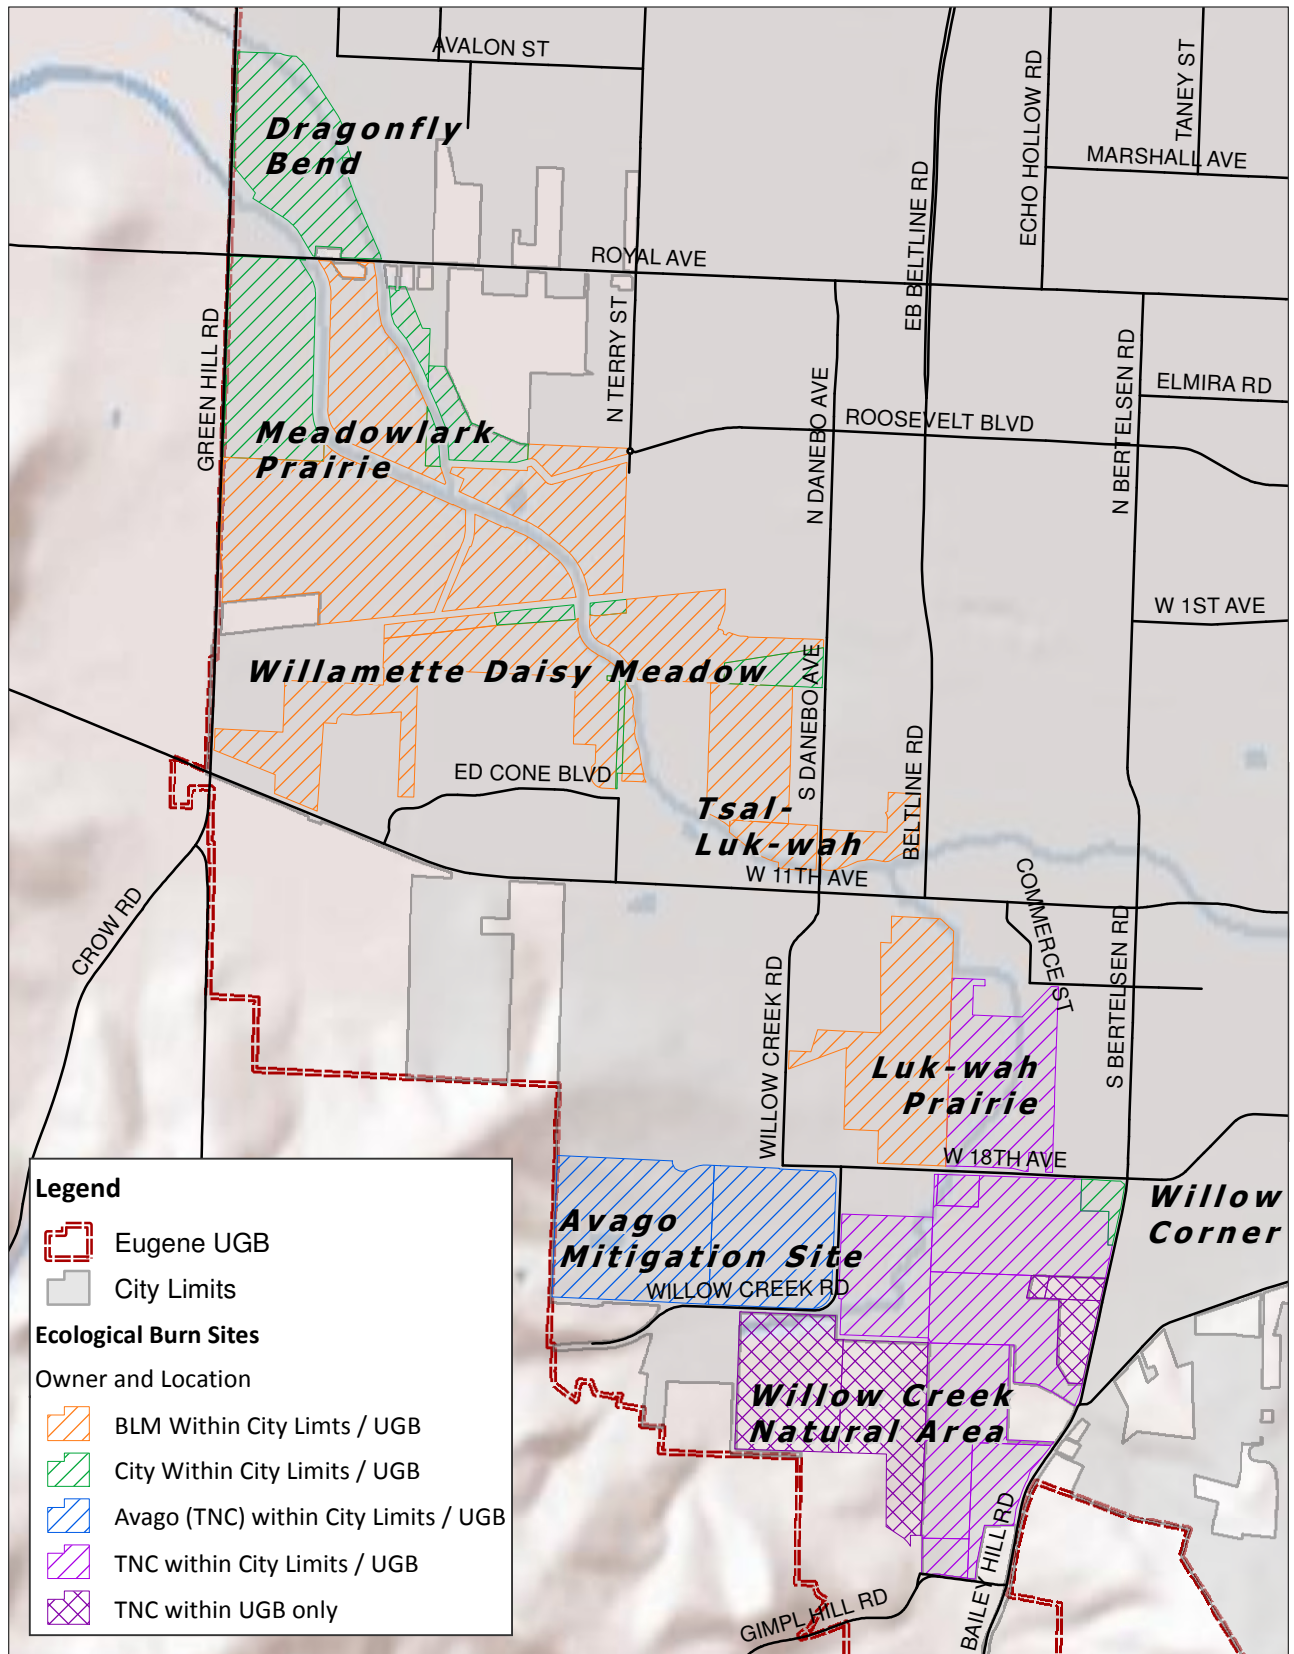 AVALON ST
TANEY ST
ECHO HOLLOW RD
Dragonfly
Bend
MARSHALL AVE
EB BELTLINE RD
ROYAL AVE
GREEN HILL RD
N TERRY ST
N DANEBO AVE
N BERTELSEN RD
ELMIRA RD
ROOSEVELT BLVD
Meadowlark
Prairie
W 1ST AVE
Willamette Daisy Meadow
S DANEBO AVE
BELTLINE RD
ED CONE BLVD
Tsal-
Luk-wah
W 11TH AVE
COMMERCE ST
CROW RD
WILLOW CREEK RD
S BERTELSEN RD
Luk-wah
Prairie
W 18TH AVE
Willow
Corner
Avago
Mitigation Site
WILLOW CREEK RD
Willow Creek
Natural Area
BAILEY HILL RD
GIMPL HILL RD
Legend
Eugene UGB
City Limits
Ecological Burn Sites
Owner and Location
BLM Within City Limts / UGB
City Within City Limits / UGB
Avago (TNC) within City Limits / UGB
TNC within City Limits / UGB
TNC within UGB only